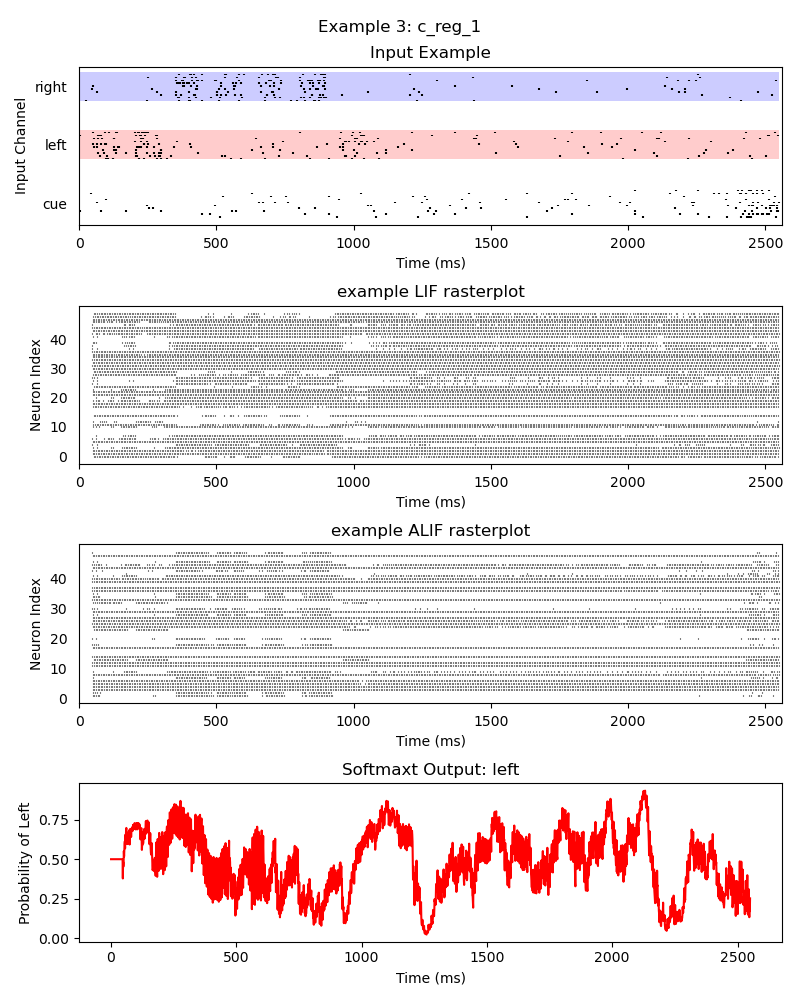 Example 3: c_reg_1
Input Example
Input Channel
right
left
cue
0 500 1000 1500 2000 2500
Time (ms)
example LIF rasterplot
Neuron Index
40
30
20
10
0
0 500 1000 1500 2000 2500
Time (ms)
example ALIF rasterplot
Neuron Index
40
30
20
10
0
0 500 1000 1500 2000 2500
Time (ms)
Softmaxt Output: left
Probability of Left
0.75
0.50
0.25
0.00
0 500 1000 1500 2000 2500
Time (ms)